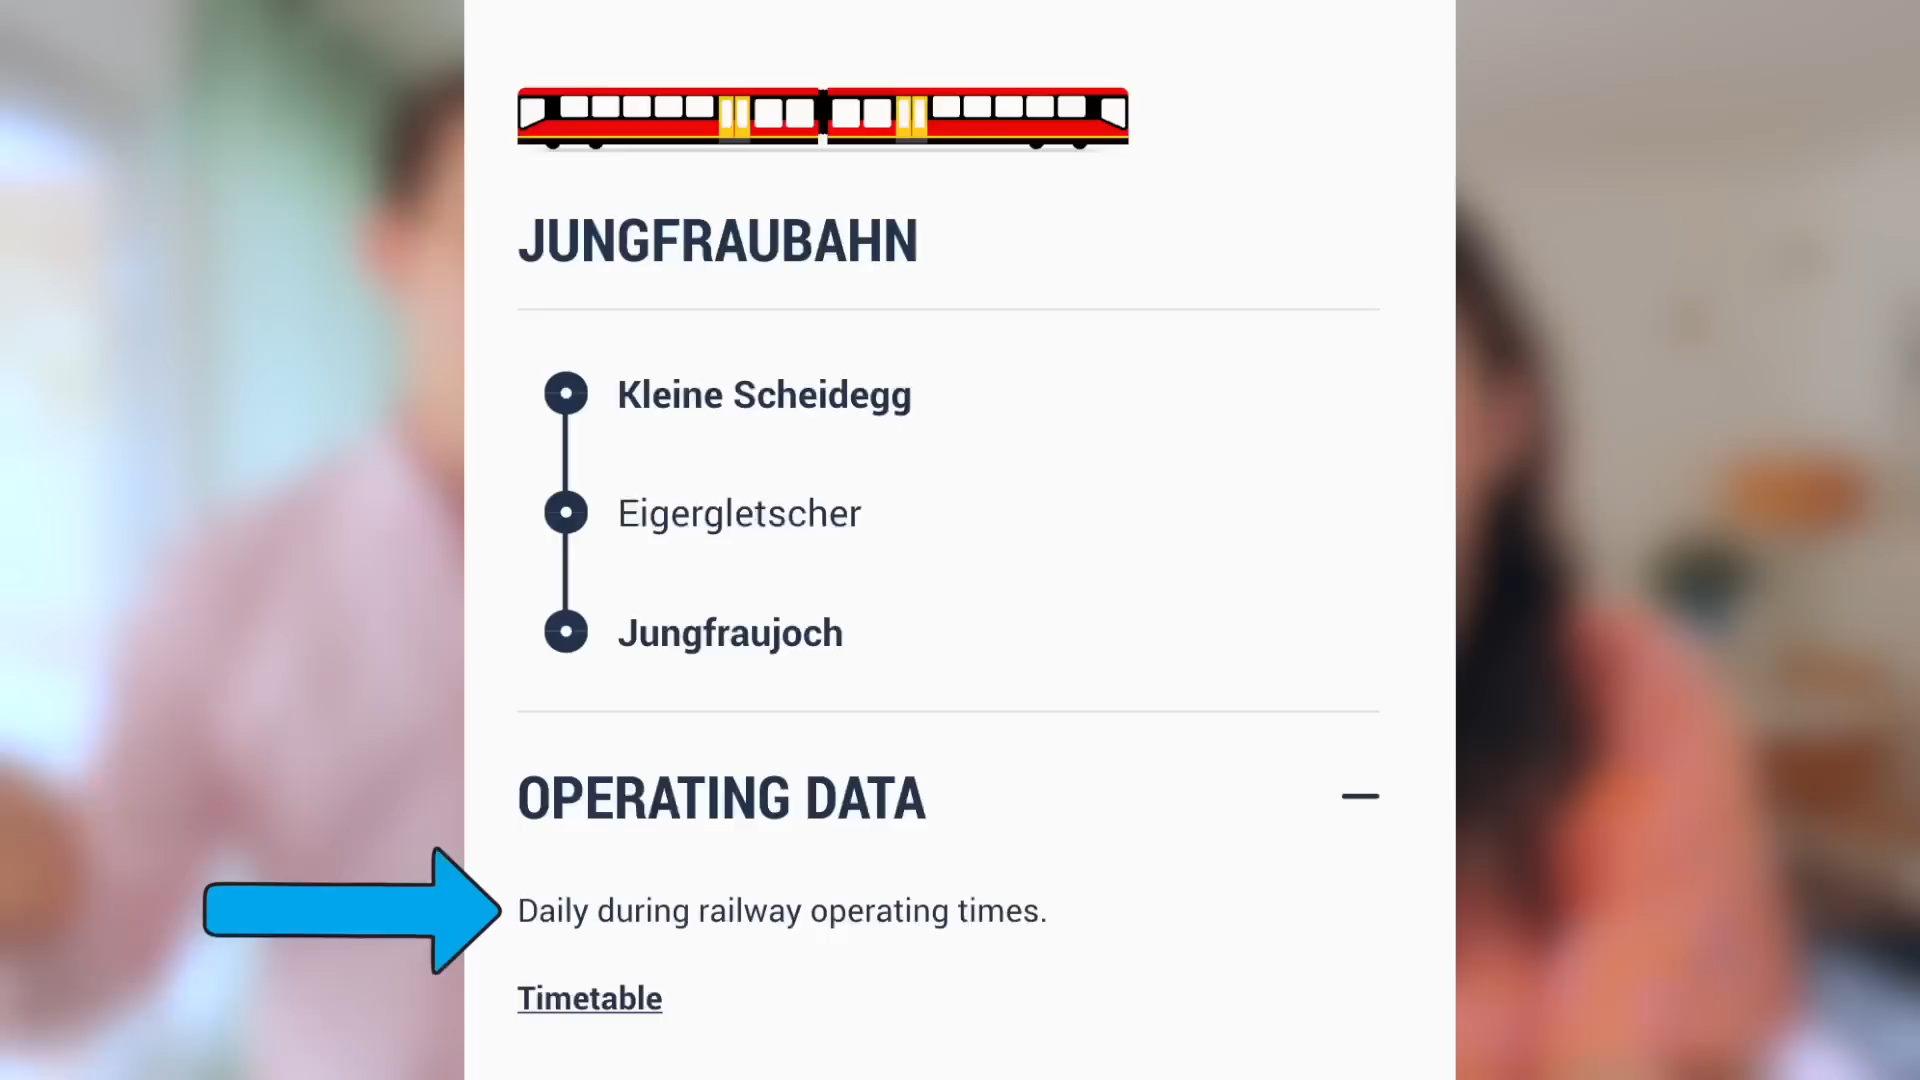 JUNGFRAUBAHN
Kleine Scheidegg
Eigergletscher
Jungfraujoch
OPERATING DATA
Daily during railway operating times.
Timetable